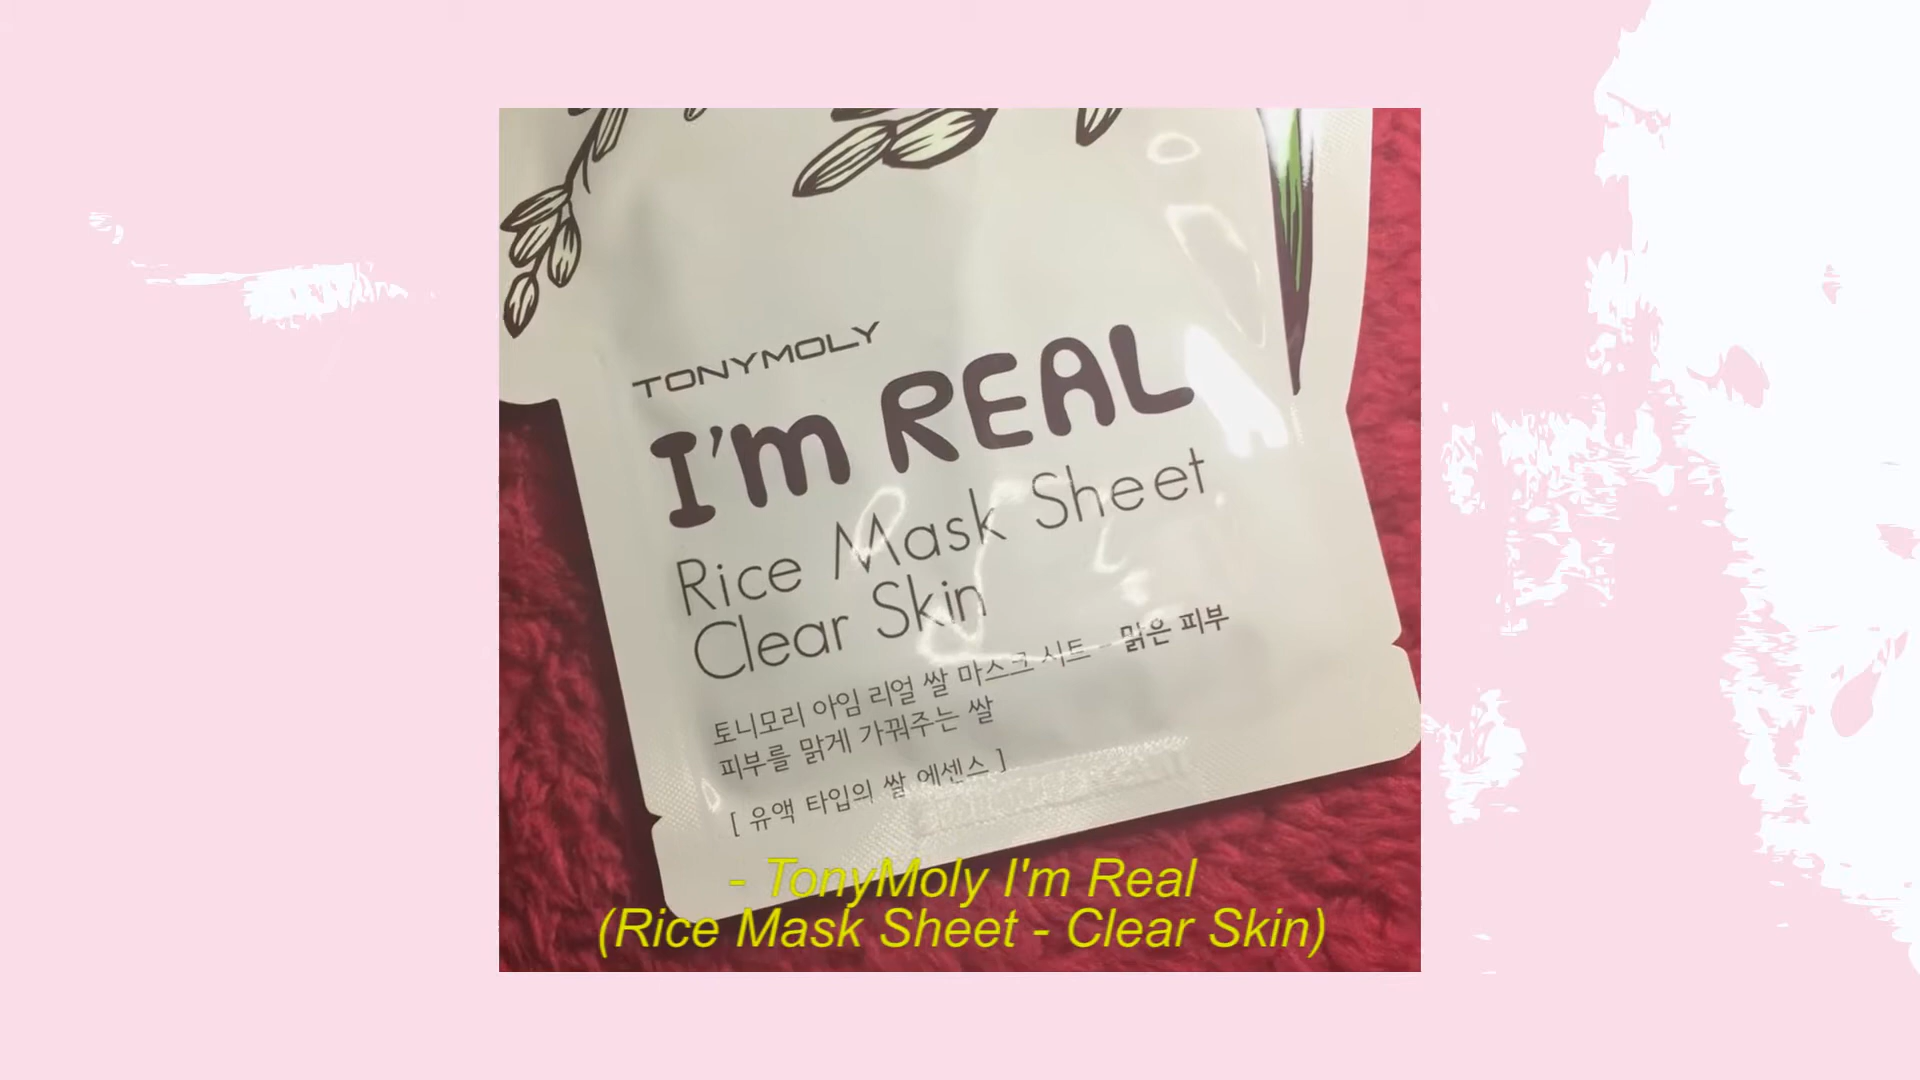 TONYMOLY
I'm REAL
Rice Mask Sheet
Clear Skin
토니모리 아임 리얼 쌀 마스크 시트 - 맑은 피부
피부를 맑게 가꿔주는 쌀
[ 유액 타입의 쌀 에센스 ]
- TonyMoly I'm Real
(Rice Mask Sheet - Clear Skin)